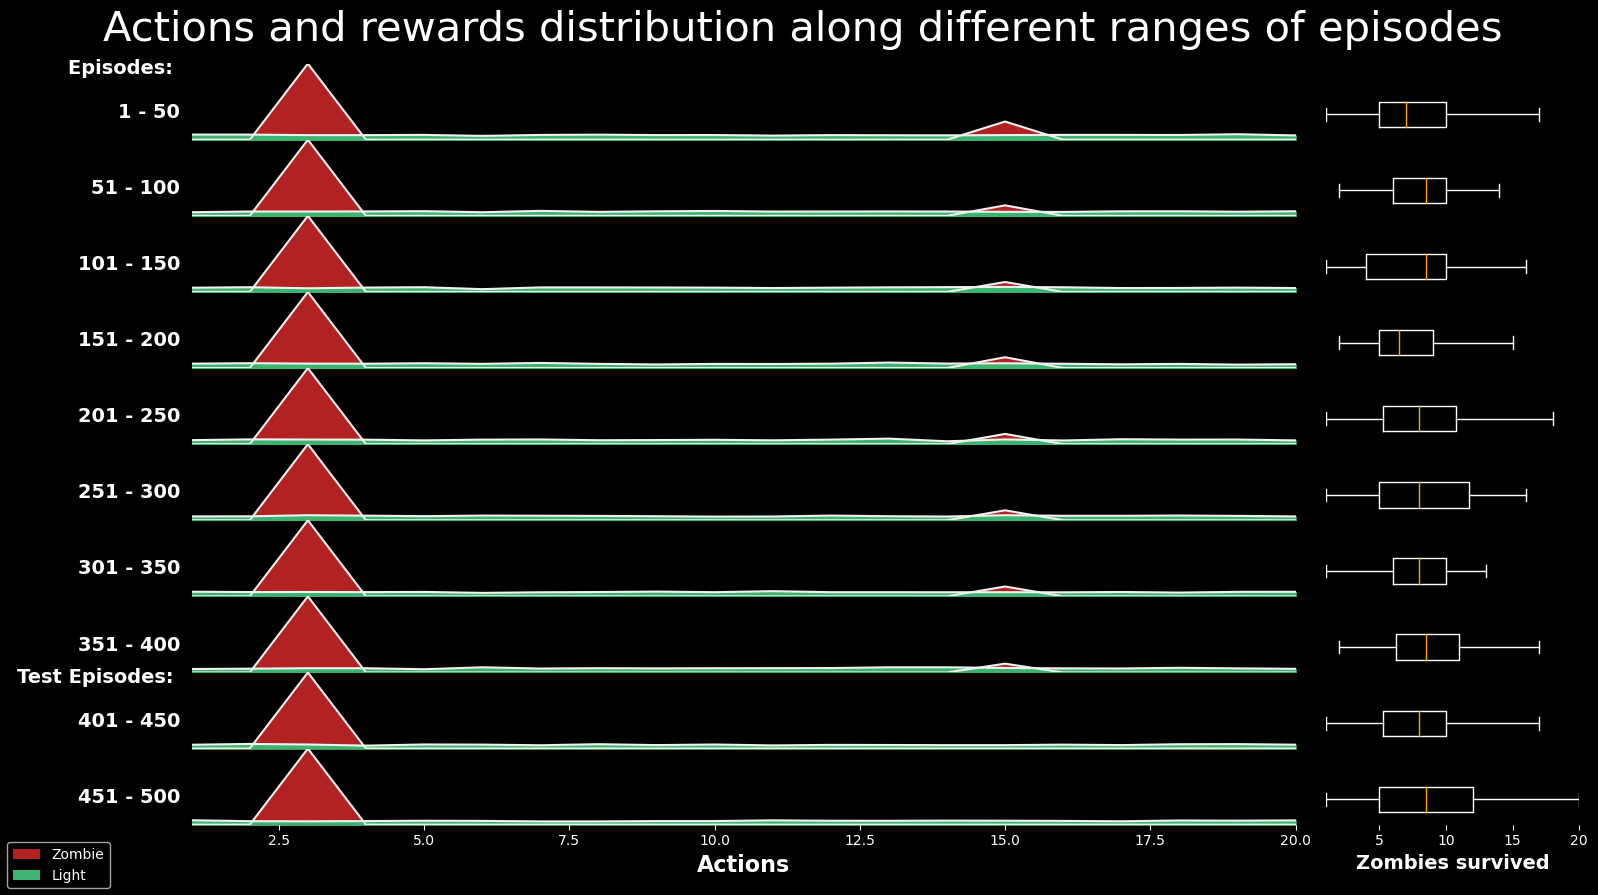 Actions and rewards distribution along different ranges of episodes
Episodes:
1 - 50
51 - 100
101 - 150
151 - 200
201 - 250
251 - 300
301 - 350
351 - 400
Test Episodes:
401 - 450
451 - 500
2.5 5.0 7.5 10.0 12.5 15.0 17.5 20.0
5 10 15 20
Actions
Zombies survived
Zombie
Light